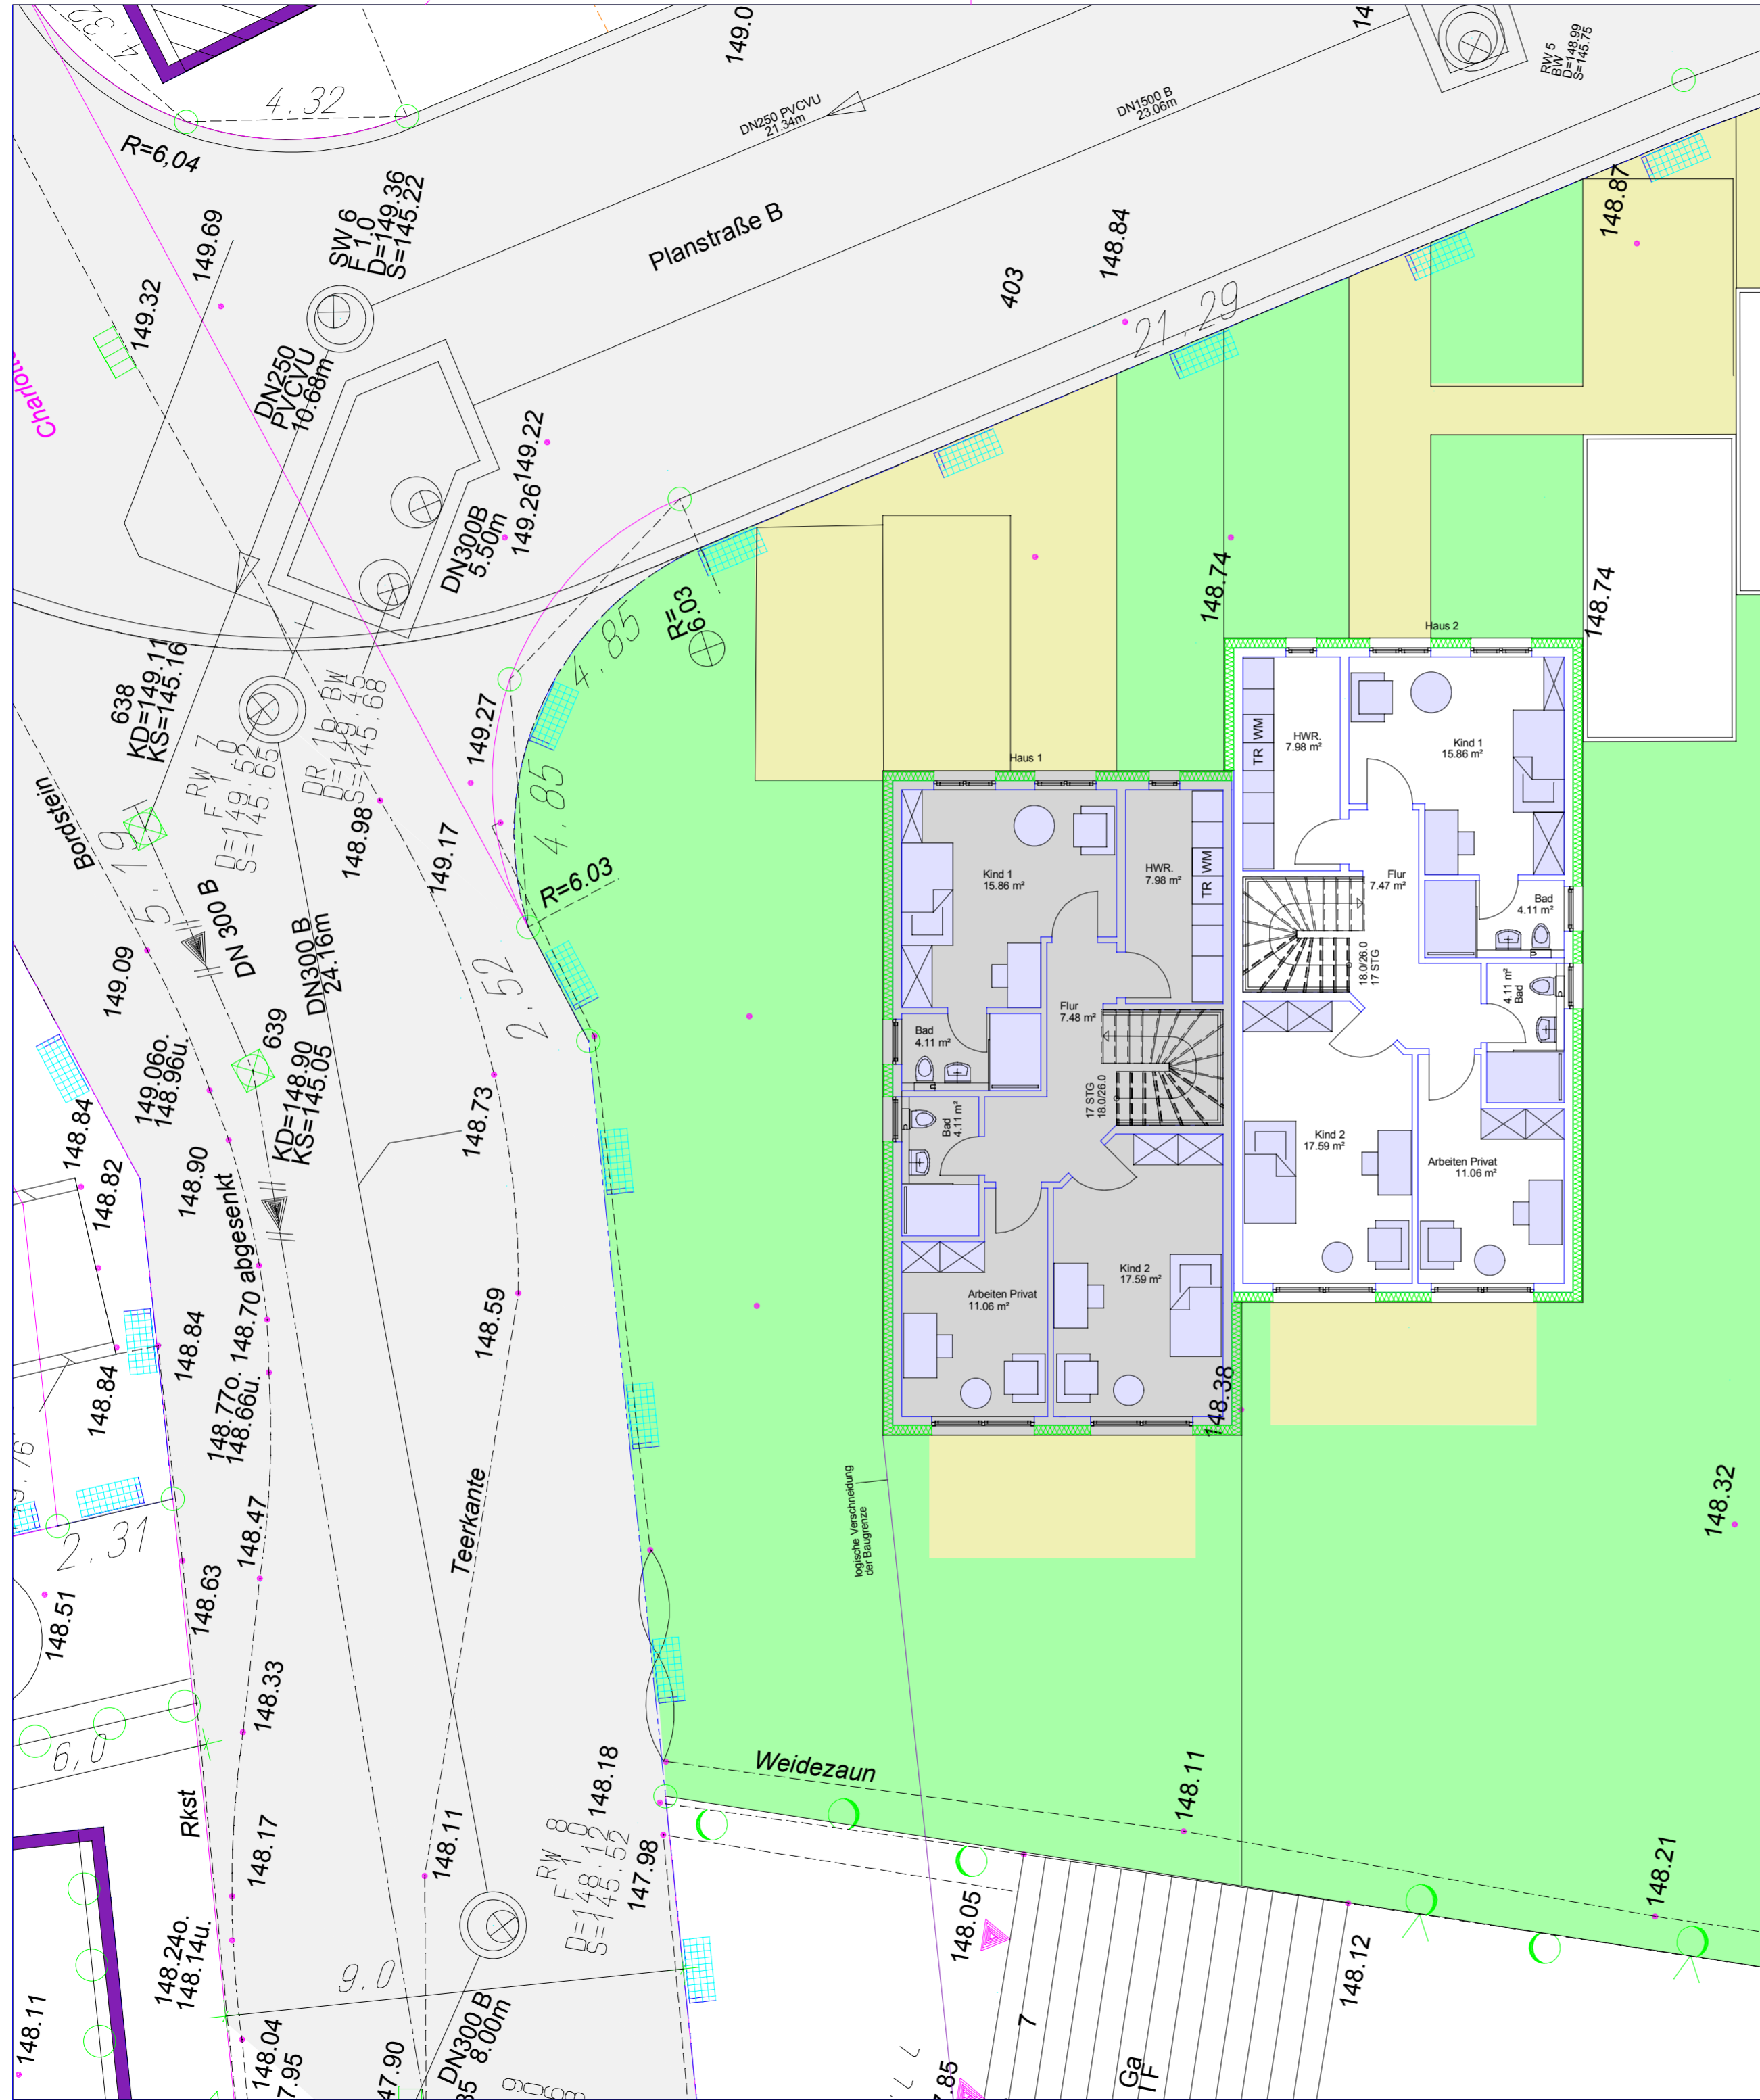 4.32
4.32
R=6,04
149.0
DN250 PVCVU
21.34m
DN1500 B
23.06m
14
RW 5
BW
D=148.99
S=145.75
149.69
149.32
SW 6
F 1.0
D=149.36
S=145.22
Planstraße B
403
148.84
21.29
148.87
DN250
PVCVU
10.68m
149.22
149.26
DN300B
5.50m
R=
6.03
4.85
148.74
148.74
638
KD=149.11
KS=145.16
RW 7
F 1.0
D=149.52
S=145.65
DR 1b BW
D=149.45
S=145.68
149.27
4.85
148.98
149.17
R=6.03
Bordstein
5.19
DN 300 B
DN300 B
24.16m
2.52
149.09
639
KD=148.90
KS=145.05
149.06o.
148.96u.
148.84
148.82
148.90
148.73
148.70 abgesenkt
148.84
148.77o.
148.66u.
148.84
148.59
Teerkante
148.47
2.31
148.63
148.51
148.33
6,0
Rkst
148.17
148.11
148.18
RW 8
F 1.0
D=148.12
S=145.52
147.98
148.24o.
148.14u.
9.0
DN300 B
8.00m
148.04
7.95
47.90
148.11
Haus 1
Kind 1
15.86 m²
HWR.
7.98 m²
TR WM
Flur
7.48 m²
Bad
4.11 m²
Bad
4.11 m²
17 STG
18.0/26.0
Kind 2
17.59 m²
Arbeiten Privat
11.06 m²
Haus 2
HWR.
7.98 m²
TR WM
Kind 1
15.86 m²
Flur
7.47 m²
Bad
4.11 m²
4.11 m²
Bad
18.0/26.0
17 STG
Kind 2
17.59 m²
Arbeiten Privat
11.06 m²
148.38
logische Verschneidung
der Baugrenze
148.32
Weidezaun
148.11
148.21
148.05
148.12
7
Ga
7.85